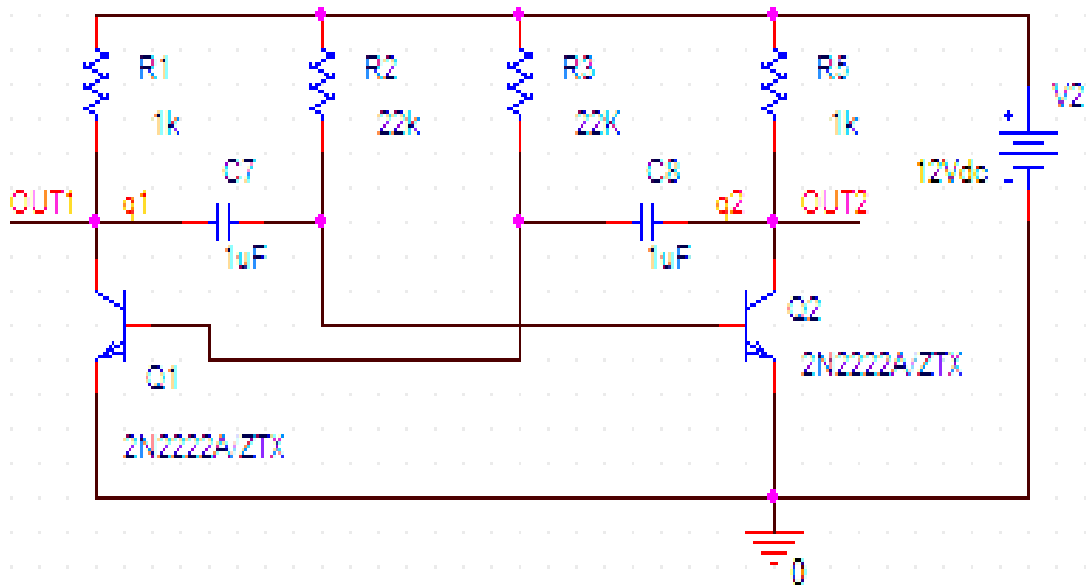 R1
R2
R3
R5
V2
1k
22k
22K
1k
C7
C8
12Vdc
OUT1
q1
q2
OUT2
1uF
1uF
Q2
Q1
2N2222A/ZTX
2N2222A/ZTX
0